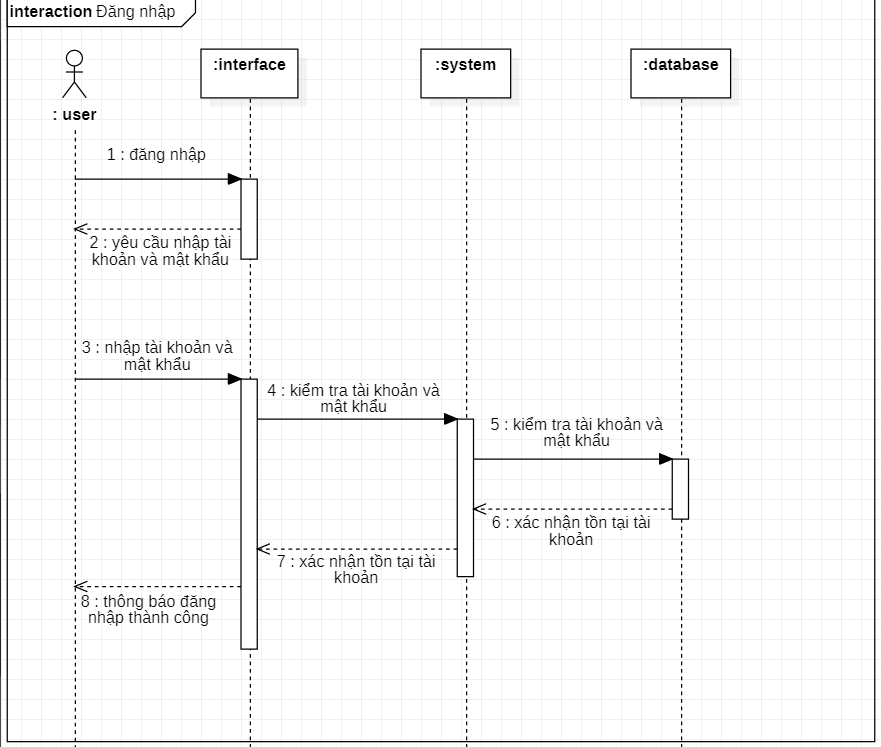 interaction Đăng nhập
:interface
:system
:database
: user
1 : đăng nhập
2 : yêu cầu nhập tài
khoản và mật khẩu
3 : nhập tài khoản và
mật khẩu
4 : kiểm tra tài khoản và
mật khẩu
5 : kiểm tra tài khoản và
mật khẩu
6 : xác nhận tồn tại tài
khoản
7 : xác nhận tồn tại tài
khoản
8 : thông báo đăng
nhập thành công